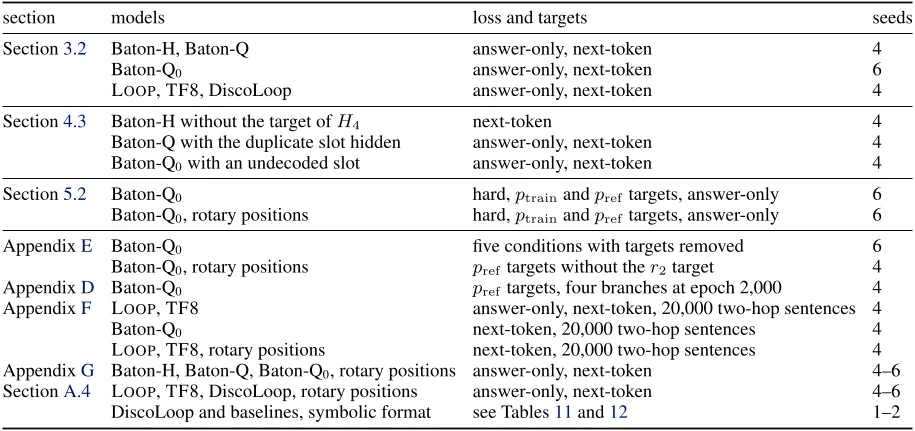 section models loss and targets seeds
Section 3.2 Baton-H, Baton-Q answer-only, next-token 4
Baton-Q₀ answer-only, next-token 6
LOOP, TF8, DiscoLoop answer-only, next-token 4
Section 4.3 Baton-H without the target of H₄ next-token 4
Baton-Q with the duplicate slot hidden answer-only, next-token 4
Baton-Q₀ with an undecoded slot answer-only, next-token 4
Section 5.2 Baton-Q₀ hard, p_train and p_ref targets, answer-only 6
Baton-Q₀, rotary positions hard, p_train and p_ref targets, answer-only 6
Appendix E Baton-Q₀ five conditions with targets removed 6
Baton-Q₀, rotary positions p_ref targets without the r₂ target 4
Appendix D Baton-Q₀ p_ref targets, four branches at epoch 2,000 4
Appendix F LOOP, TF8 answer-only, next-token, 20,000 two-hop sentences 4
Baton-Q₀ next-token, 20,000 two-hop sentences 4
LOOP, TF8, rotary positions next-token, 20,000 two-hop sentences 4
Appendix G Baton-H, Baton-Q, Baton-Q₀, rotary positions answer-only, next-token 4–6
Section A.4 LOOP, TF8, DiscoLoop, rotary positions answer-only, next-token 4–6
DiscoLoop and baselines, symbolic format see Tables 11 and 12 1–2